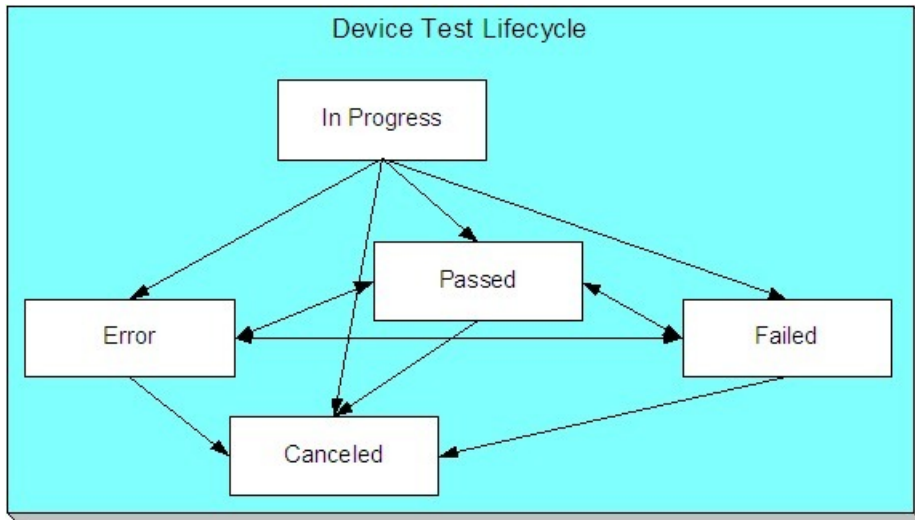 Device Test Lifecycle
In Progress
Passed
Error
Failed
Canceled